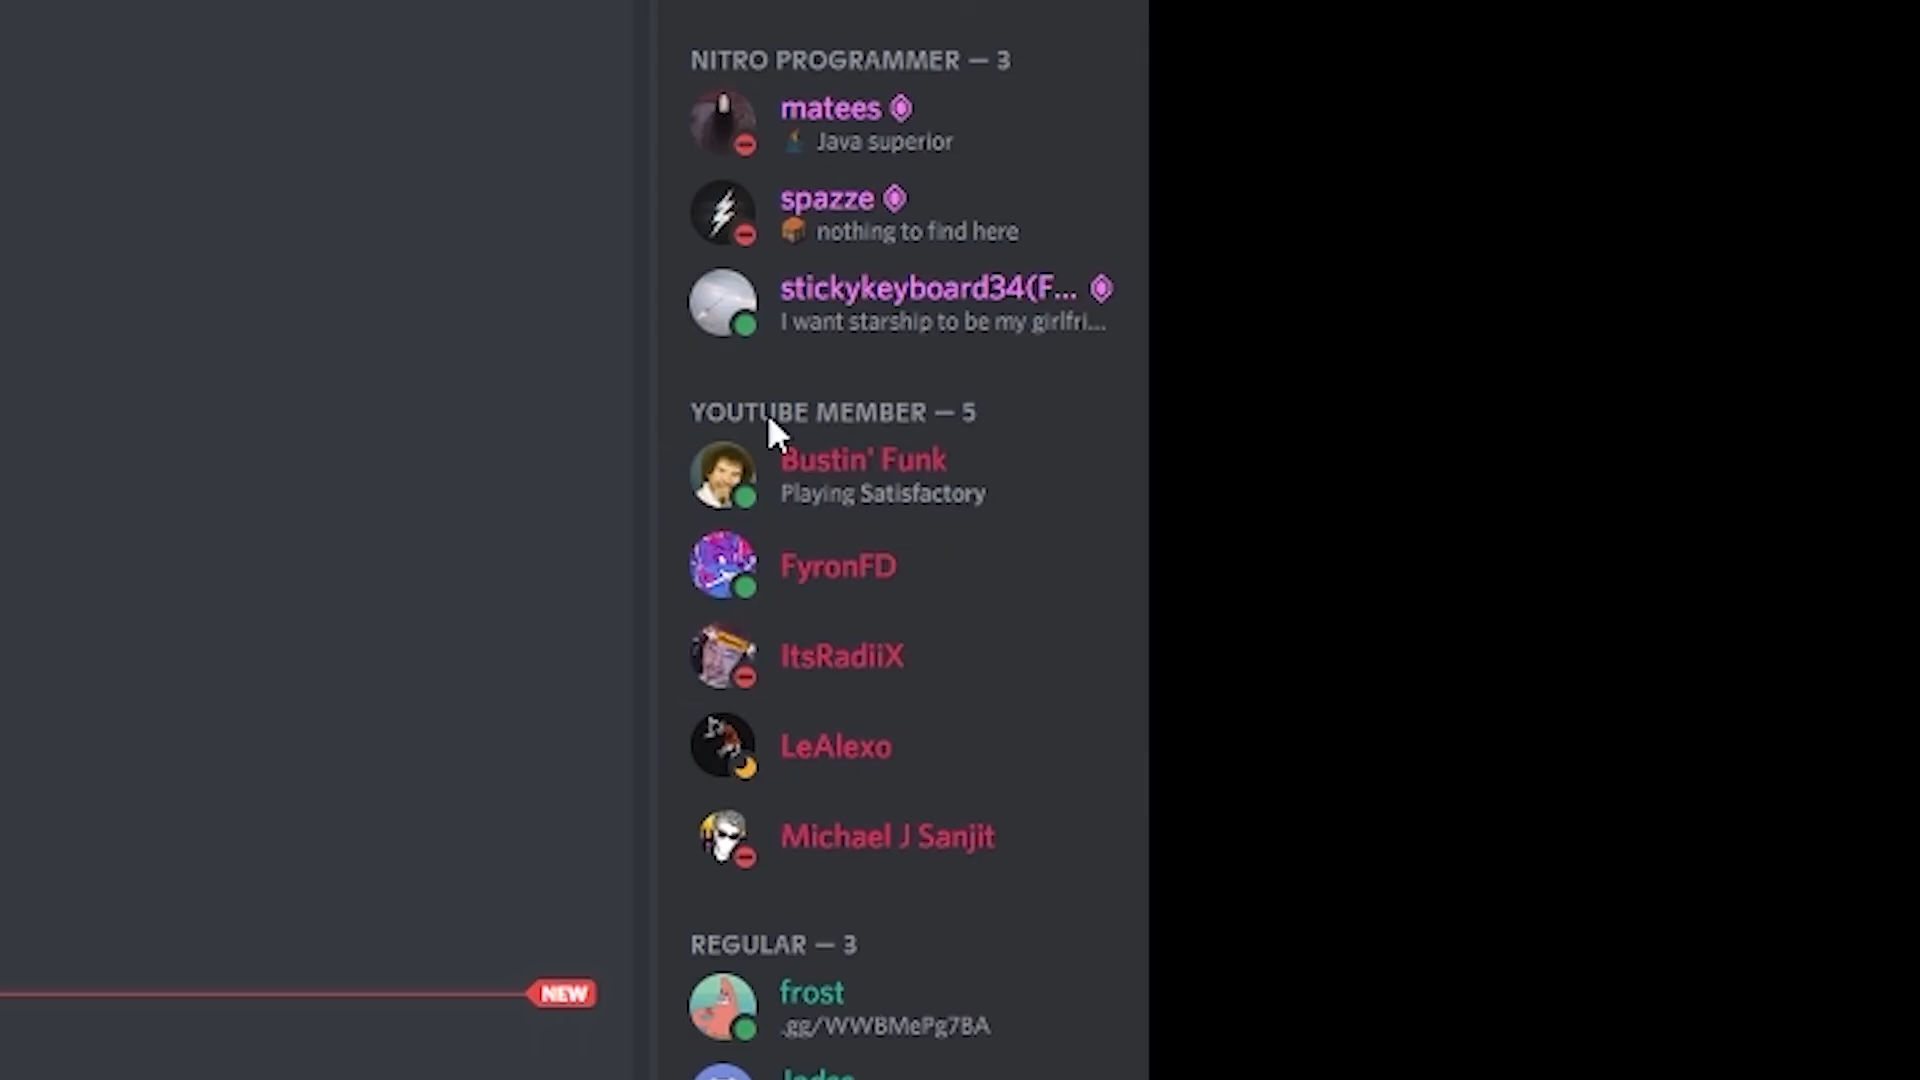 NITRO PROGRAMMER — 3
matees
Java superior
spazze
nothing to find here
stickykeyboard34(F...
I want starship to be my girlfri...
YOUTUBE MEMBER — 5
Bustin' Funk
Playing Satisfactory
FyronFD
ItsRadiiX
LeAlexo
Michael J Sanjit
REGULAR — 3
NEW
frost
.gg/WWBMePg7BA